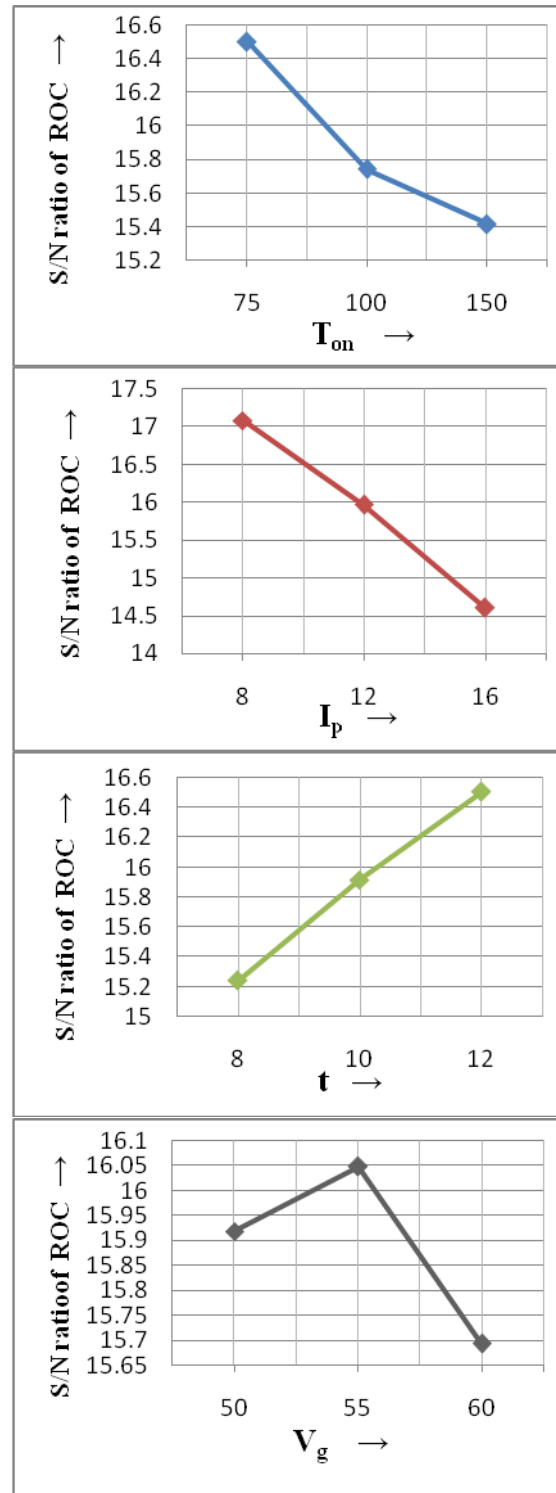 S/N ratio of ROC →
16.6
16.4
16.2
16
15.8
15.6
15.4
15.2
75 100 150
Ton →
S/N ratio of ROC →
17.5
17
16.5
16
15.5
15
14.5
14
8 12 16
Ip →
S/N ratio of ROC →
16.6
16.4
16.2
16
15.8
15.6
15.4
15.2
15
8 10 12
t →
S/N ratioof ROC →
16.1
16.05
16
15.95
15.9
15.85
15.8
15.75
15.7
15.65
50 55 60
Vg →